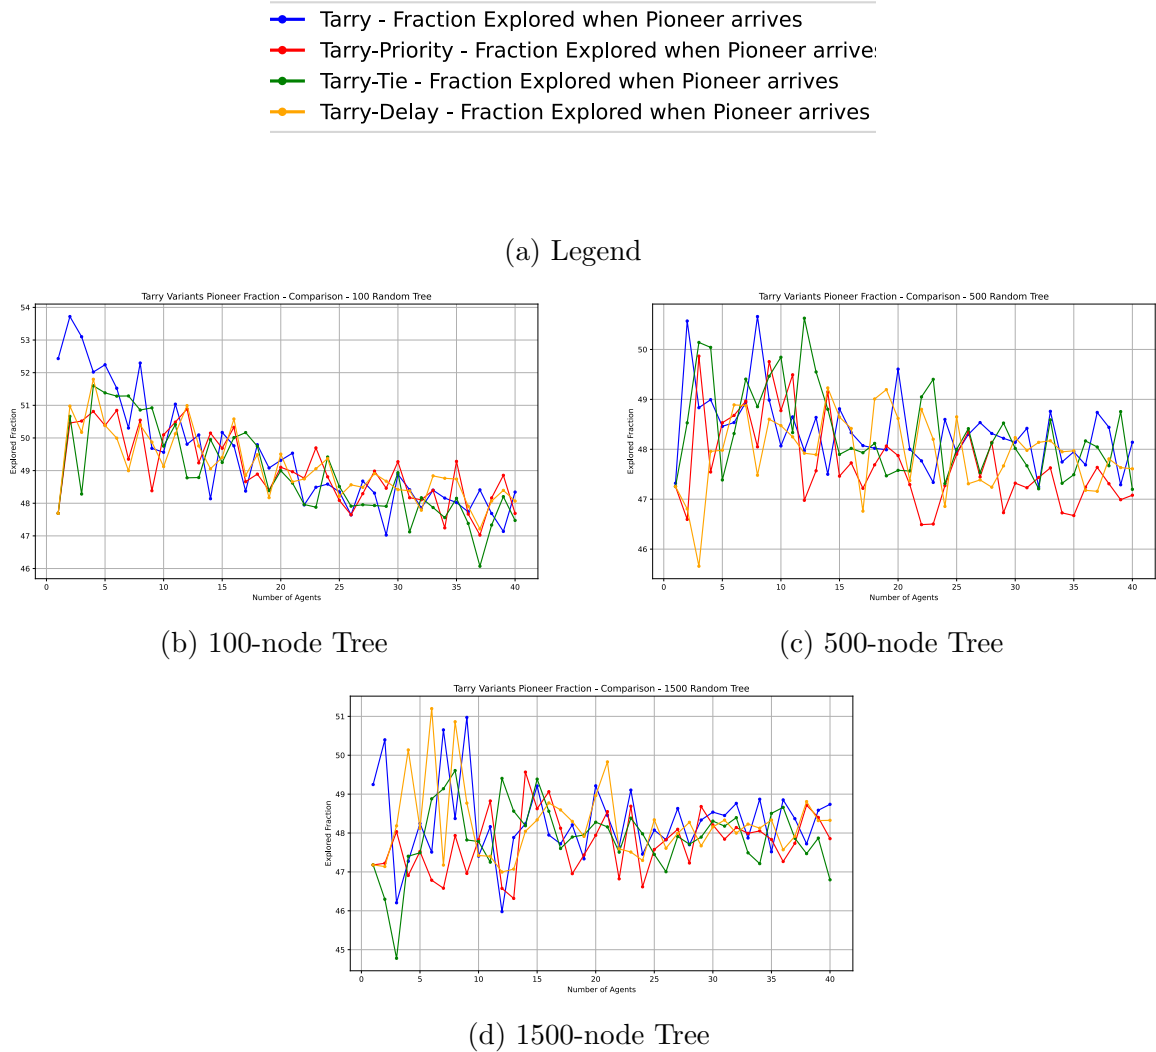 Tarry - Fraction Explored when Pioneer arrives
Tarry-Priority - Fraction Explored when Pioneer arrives
Tarry-Tie - Fraction Explored when Pioneer arrives
Tarry-Delay - Fraction Explored when Pioneer arrives
(a) Legend
Tarry Variants Pioneer Fraction - Comparison - 100 Random Tree
Explored Fraction
54
53
52
51
50
49
48
47
46
0 5 10 15 20 25 30 35 40
Number of Agents
(b) 100-node Tree
Tarry Variants Pioneer Fraction - Comparison - 500 Random Tree
Explored Fraction
50
49
48
47
46
0 5 10 15 20 25 30 35 40
Number of Agents
(c) 500-node Tree
Tarry Variants Pioneer Fraction - Comparison - 1500 Random Tree
Explored Fraction
51
50
49
48
47
46
45
0 5 10 15 20 25 30 35 40
Number of Agents
(d) 1500-node Tree